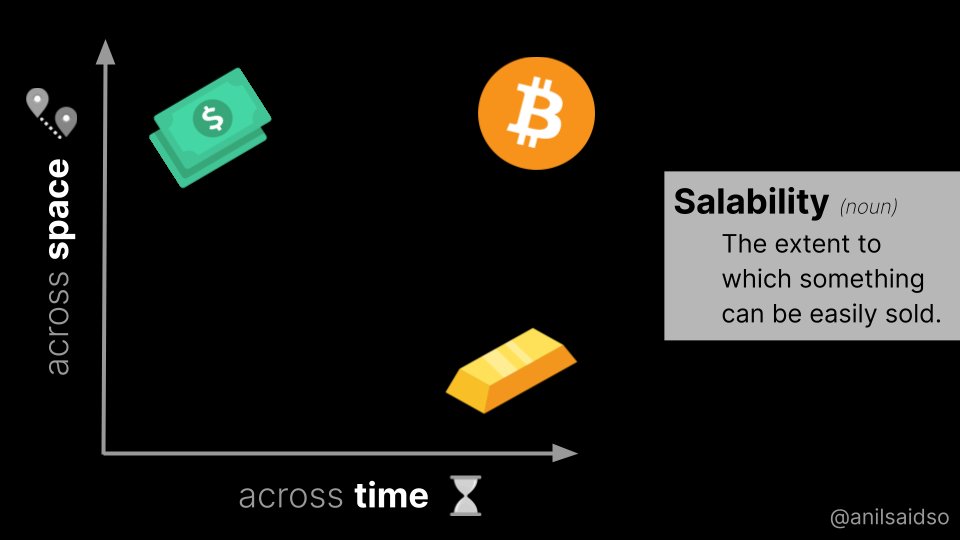 across space
Salability (noun)
The extent to
which something
can be easily sold.
across time
@anilsaidso